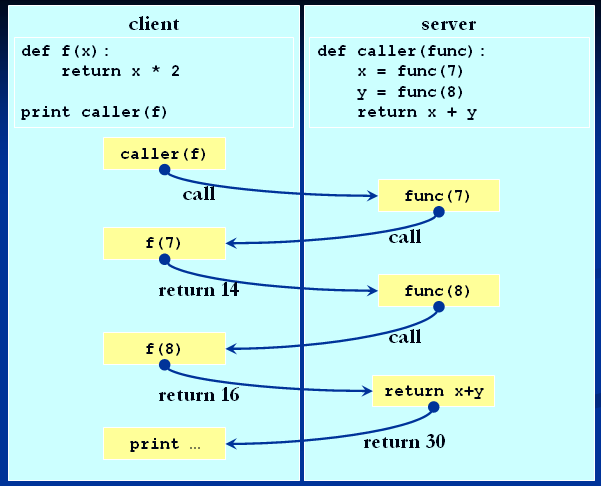 client
def f(x):
    return x * 2
print caller(f)
server
def caller(func):
    x = func(7)
    y = func(8)
    return x + y
caller(f)
call
func(7)
call
f(7)
return 14
func(8)
call
f(8)
return 16
return x+y
return 30
print …